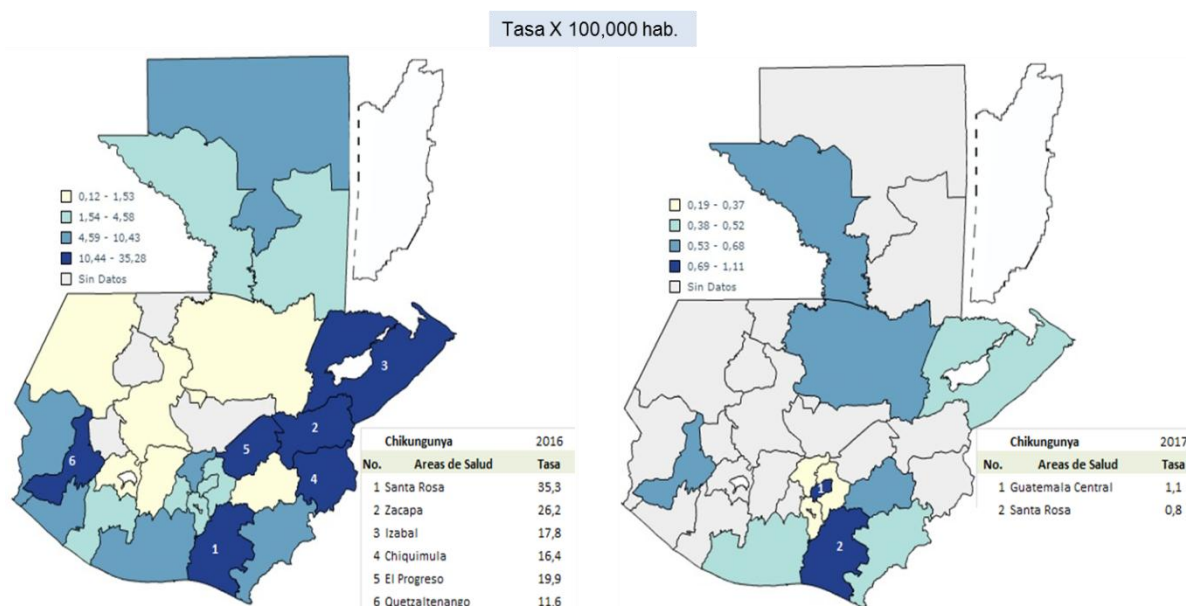 Tasa X 100,000 hab.
0,12 - 1,53
1,54 - 4,58
4,59 - 10,43
10,44 - 35,28
Sin Datos
3
2
5
4
6
1
Chikungunya 2016
No. Areas de Salud Tasa
1 Santa Rosa 35,3
2 Zacapa 26,2
3 Izabal 17,8
4 Chiquimula 16,4
5 El Progreso 19,9
6 Quetzaltenango 11,6
0,19 - 0,37
0,38 - 0,52
0,53 - 0,68
0,69 - 1,11
Sin Datos
1
2
Chikungunya 2017
No. Areas de Salud Tasa
1 Guatemala Central 1,1
2 Santa Rosa 0,8